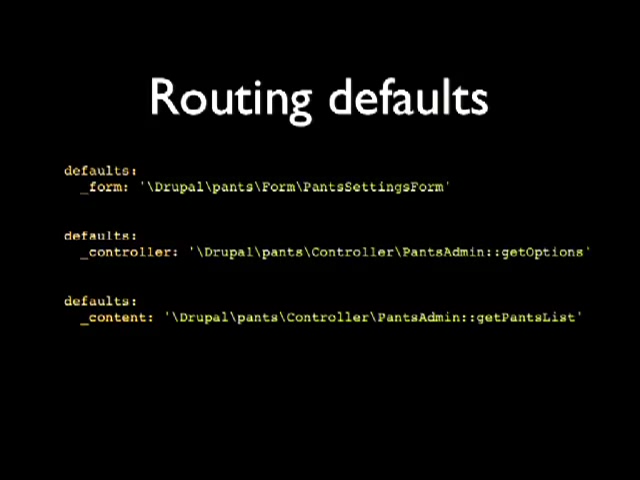 Routing defaults
defaults:
_form: '\Drupal\pants\Form\PantsSettingsForm'
defaults:
_controller: '\Drupal\pants\Controller\PantsAdmin::getOptions'
defaults:
_content: '\Drupal\pants\Controller\PantsAdmin::getPantsList'